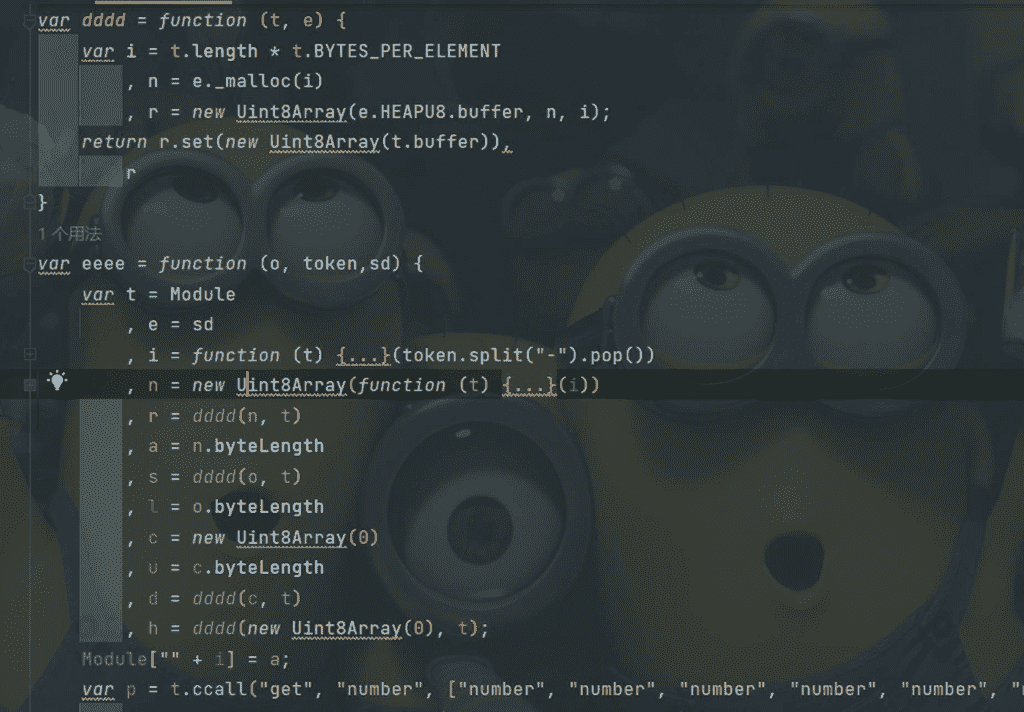 var dddd = function (t, e) {
var i = t.length * t.BYTES_PER_ELEMENT
, n = e._malloc(i)
, r = new Uint8Array(e.HEAPU8.buffer, n, i);
return r.set(new Uint8Array(t.buffer)),
r
}
1 个用法
var eeee = function (o, token,sd) {
var t = Module
, e = sd
, i = function (t) {...}(token.split("-").pop())
, n = new Uint8Array(function (t) {...}(i))
, r = dddd(n, t)
, a = n.byteLength
, s = dddd(o, t)
, l = o.byteLength
, c = new Uint8Array(0)
, u = c.byteLength
, d = dddd(c, t)
, h = dddd(new Uint8Array(0), t);
Module["" + i] = a;
var p = t.ccall("get", "number", ["number", "number", "number", "number", "number",